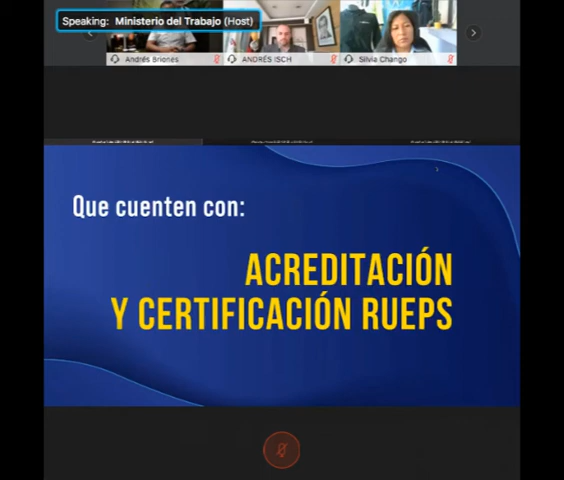 Speaking: Ministerio del Trabajo (Host)
Andrés Briones
ANDRÉS ISCH
Silvia Chango
Que cuenten con:
ACREDITACIÓN
Y CERTIFICACIÓN RUEPS